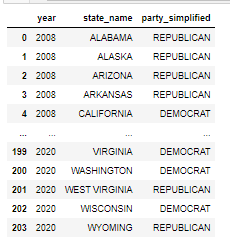 year state_name party_simplified
0 2008 ALABAMA REPUBLICAN
1 2008 ALASKA REPUBLICAN
2 2008 ARIZONA REPUBLICAN
3 2008 ARKANSAS REPUBLICAN
4 2008 CALIFORNIA DEMOCRAT
... ... ... ...
199 2020 VIRGINIA DEMOCRAT
200 2020 WASHINGTON DEMOCRAT
201 2020 WEST VIRGINIA REPUBLICAN
202 2020 WISCONSIN DEMOCRAT
203 2020 WYOMING REPUBLICAN